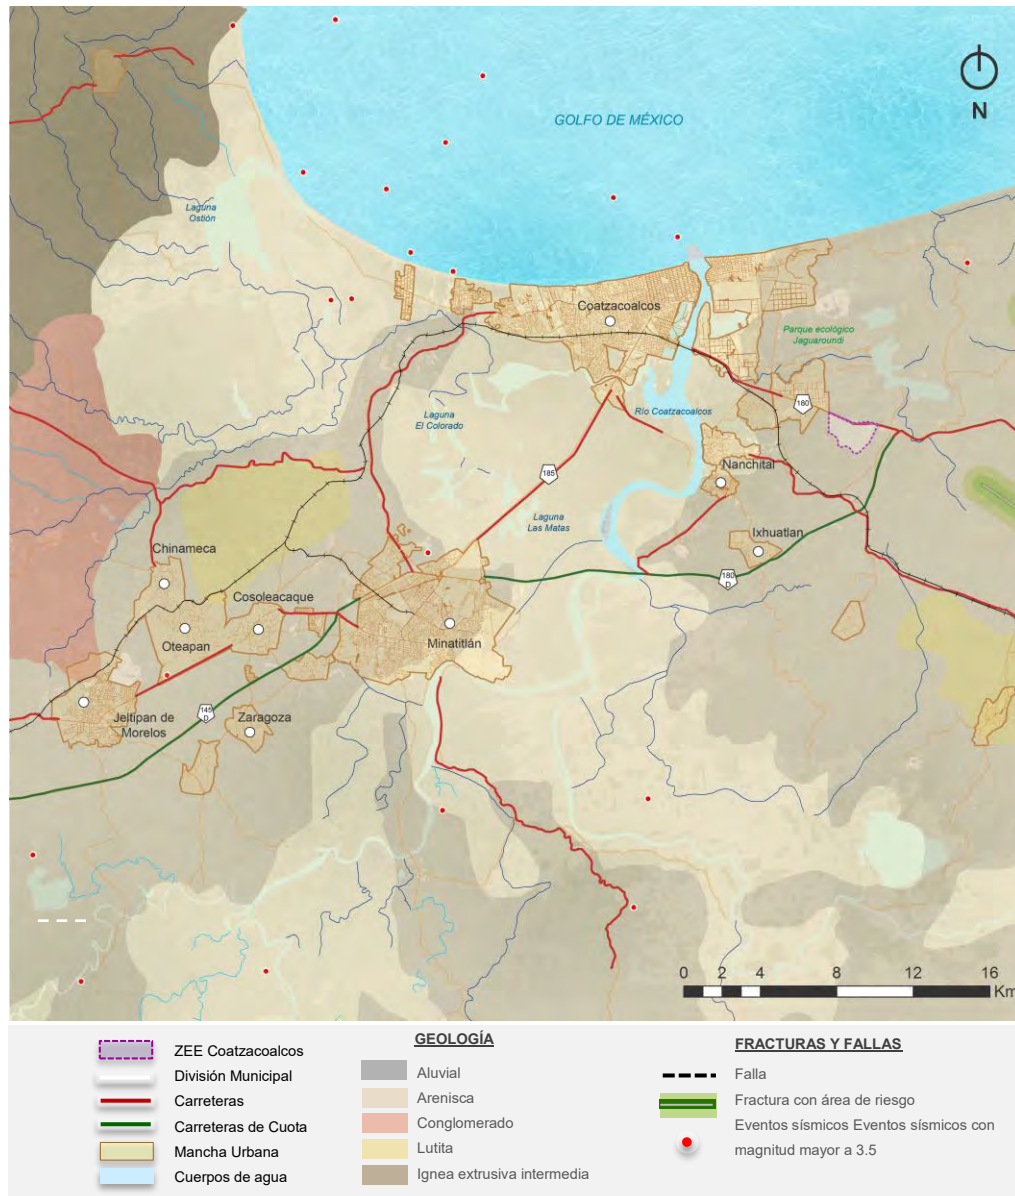 N
GOLFO DE MÉXICO
Laguna
Ostión
Coatzacoalcos
Parque ecológico
Jaguaroundi
180
Laguna
El Colorado
Río Coatzacoalcos
185
Nanchital
Laguna
Las Matas
Ixhuatlan
Chinameca
180
D
Cosoleacaque
Oteapan
Minatitlán
145
D
Jeltipan de
Morelos
Zaragoza
0 2 4 8 12 16
Km
ZEE Coatzacoalcos
División Municipal
Carreteras
Carreteras de Cuota
Mancha Urbana
Cuerpos de agua
GEOLOGÍA
Aluvial
Arenisca
Conglomerado
Lutita
Ignea extrusiva intermedia
FRACTURAS Y FALLAS
Falla
Fractura con área de riesgo
Eventos sísmicos Eventos sísmicos con
magnitud mayor a 3.5